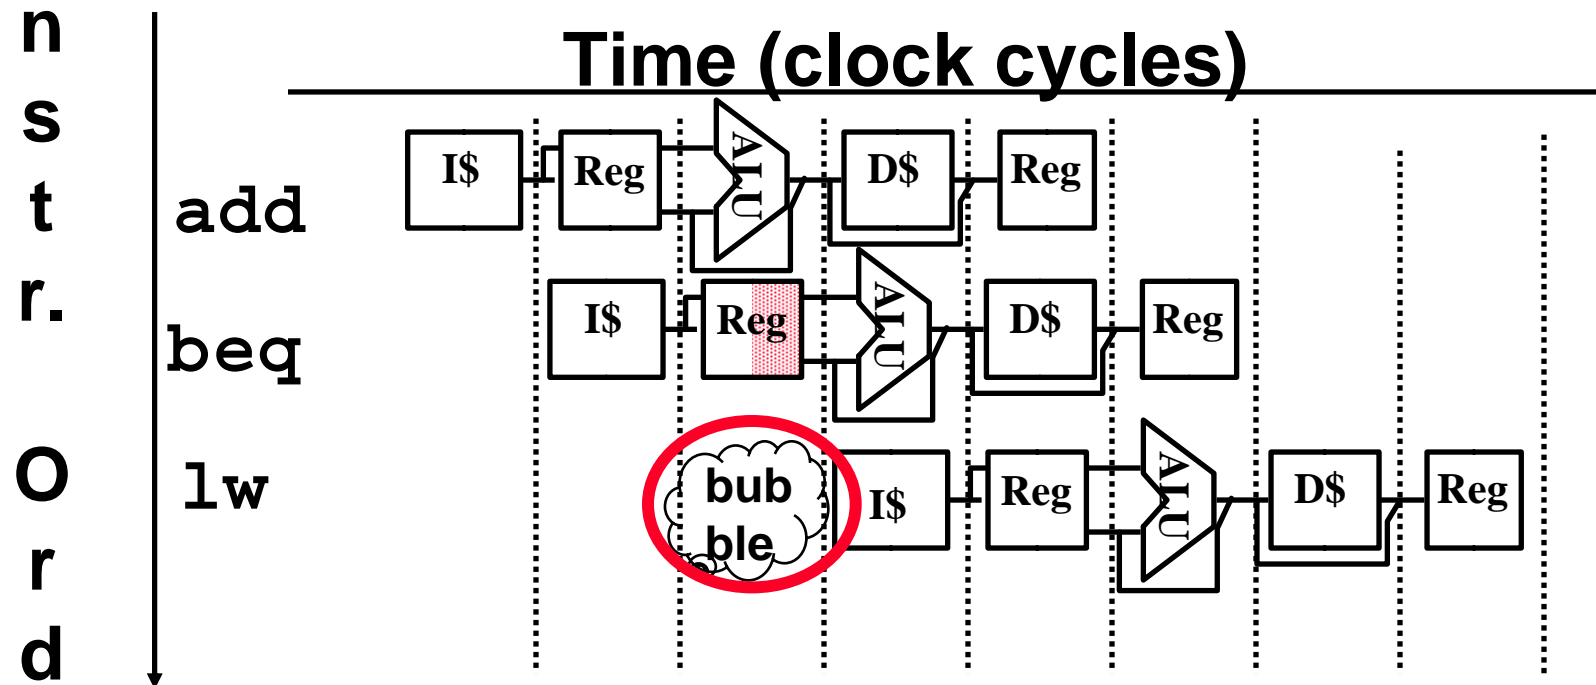 n
s
t
r.
O
r
d
Time (clock cycles)
add
I$ Reg ALU D$ Reg
beq
I$ Reg ALU D$ Reg
lw
bub
ble
I$ Reg ALU D$ Reg